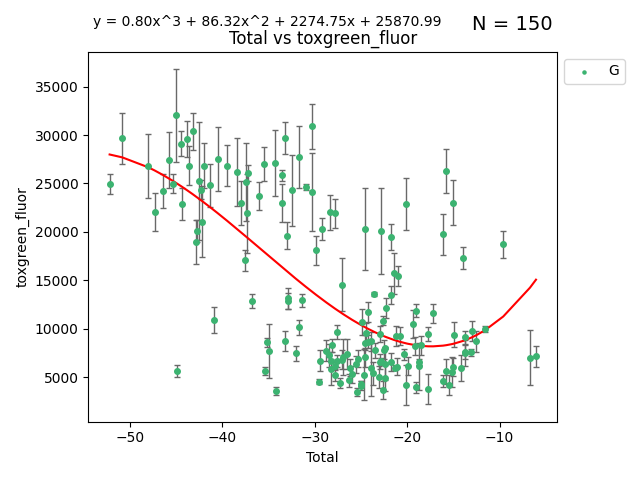 y = 0.80x^3 + 86.32x^2 + 2274.75x + 25870.99
N = 150
Total vs toxgreen_fluor
G
35000
30000
25000
20000
15000
10000
5000
toxgreen_fluor
−50
−40
−30
−20
−10
Total